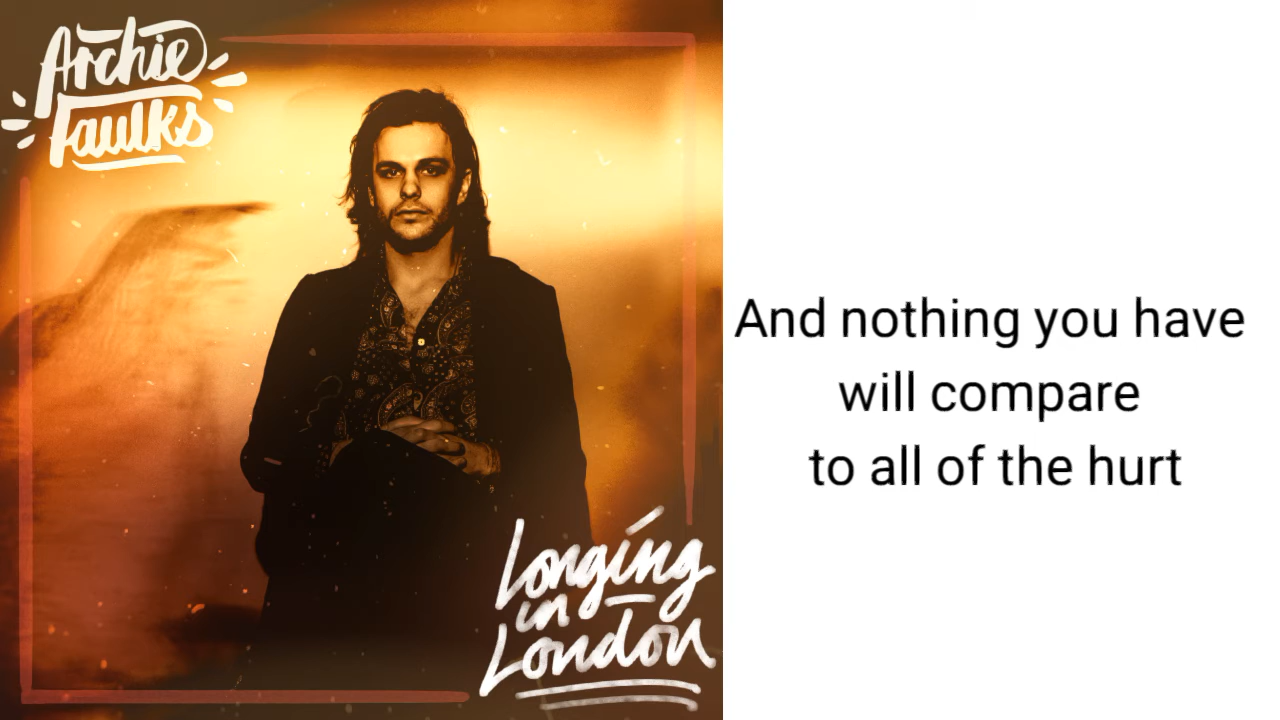 Archie
Faulks
Longing
in
London
And nothing you have
will compare
to all of the hurt